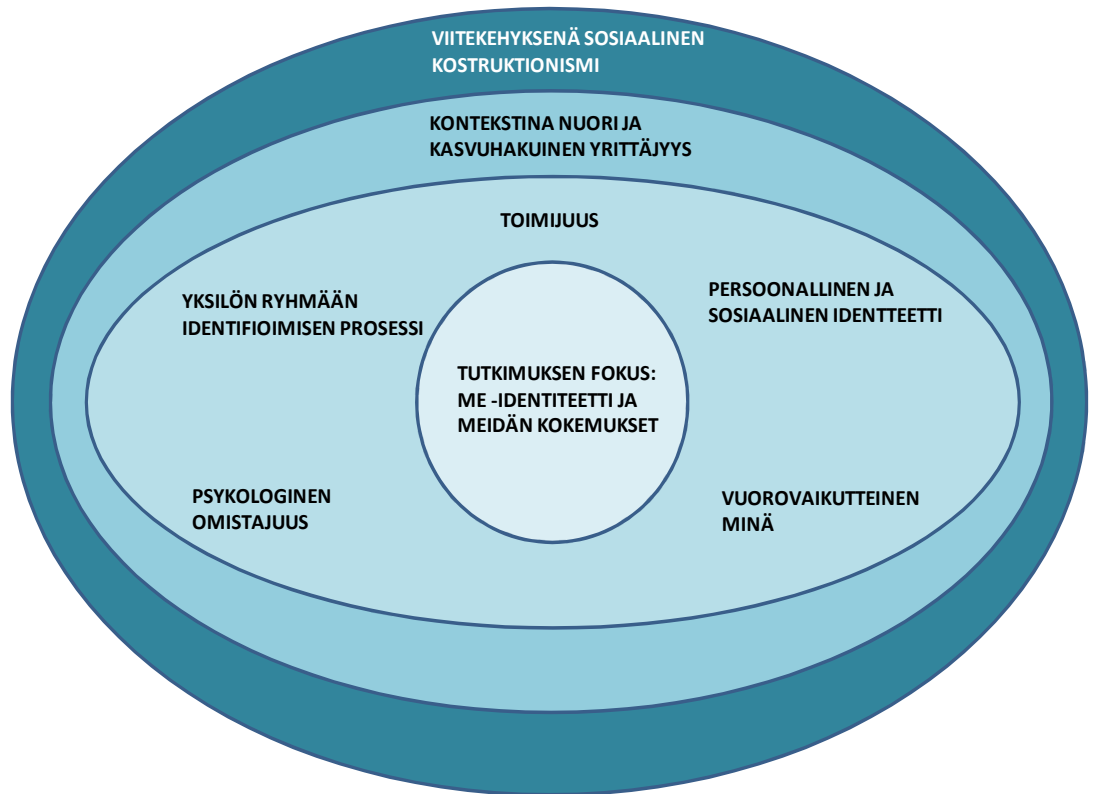 VIITEKEHYKSENÄ SOSIAALINEN
KOSTRUKTIONISMI
KONTEKSTINA NUORI JA
KASVUHAKUINEN YRITTÄJYYS
TOIMIJUUS
YKSILÖN RYHMÄÄN
IDENTIFIOIMISEN PROSESSI
PERSOONALLINEN JA
SOSIAALINEN IDENTTEETTI
TUTKIMUKSEN FOKUS:
ME -IDENTITEETTI JA
MEIDÄN KOKEMUKSET
PSYKOLOGINEN
OMISTAJUUS
VUOROVAIKUTTEINEN
MINÄ